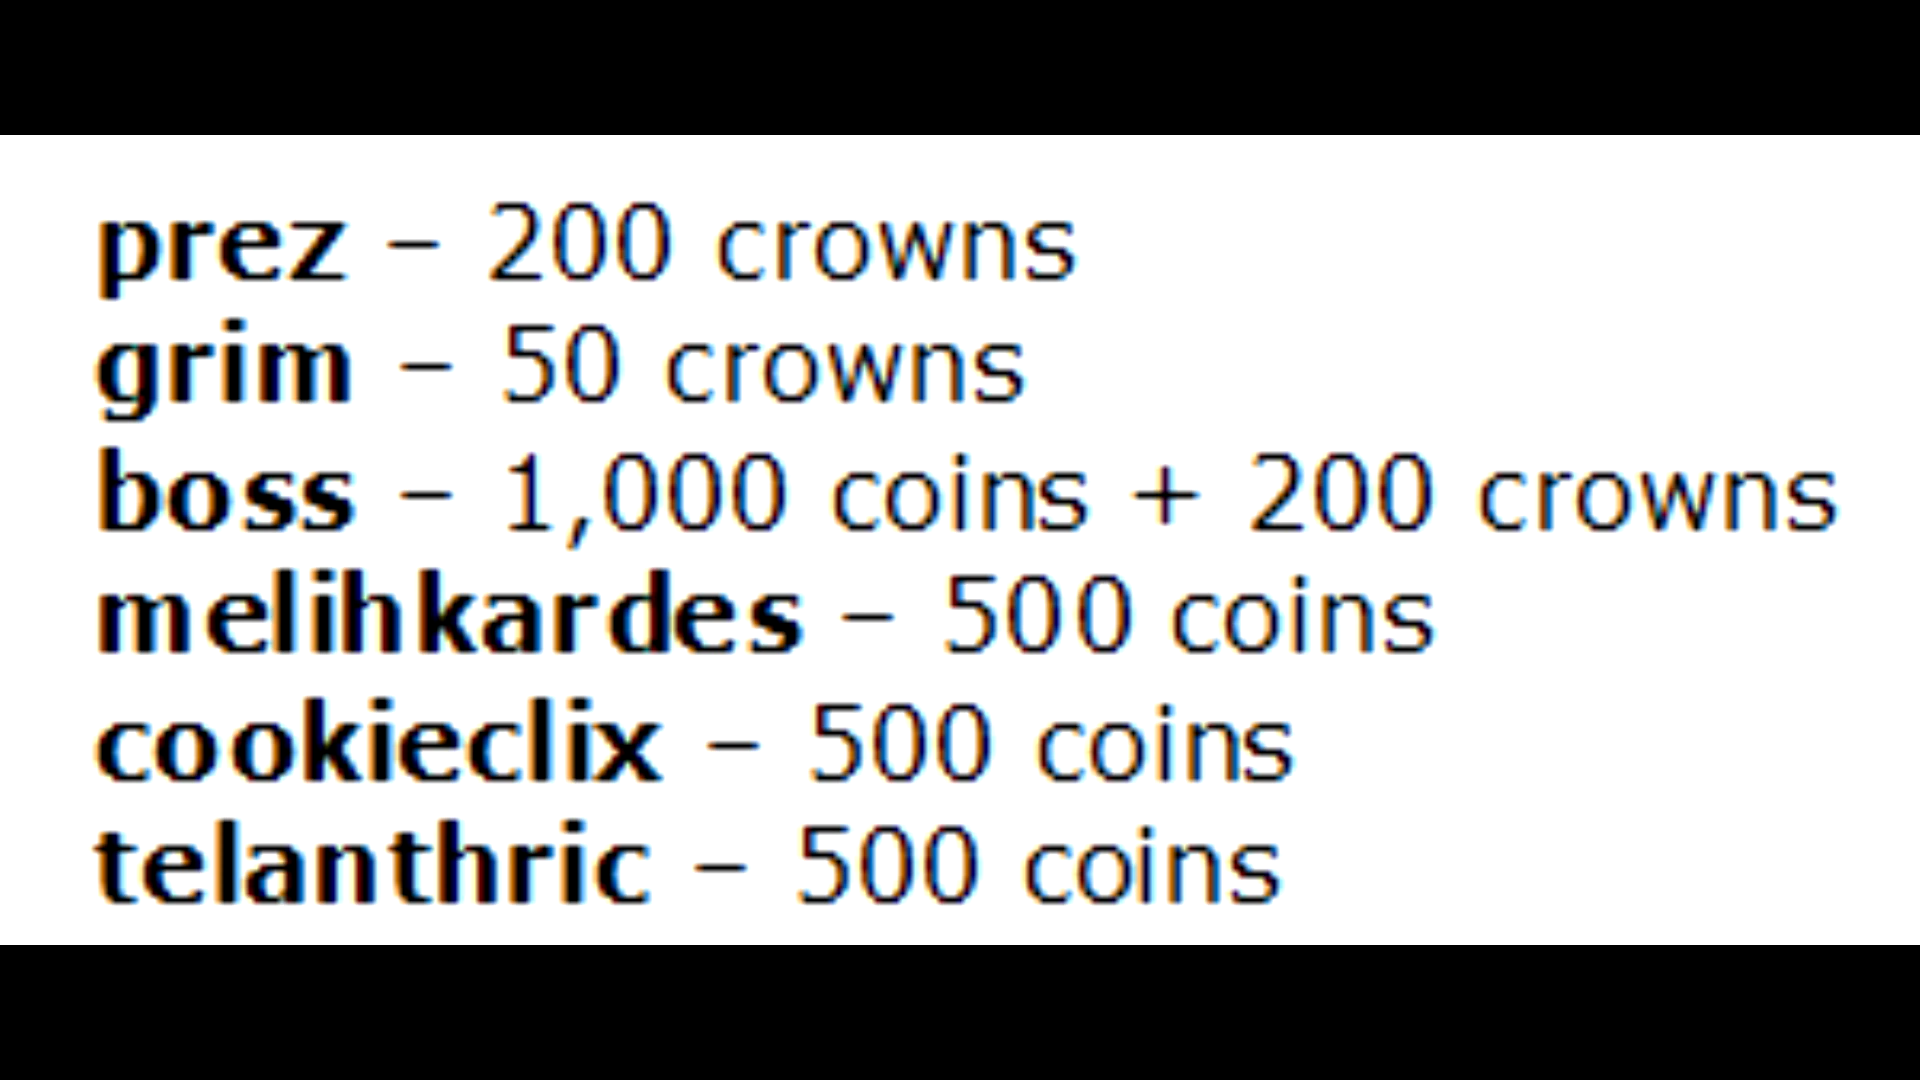 prez – 200 crowns
grim – 50 crowns
boss – 1,000 coins + 200 crowns
melihkardes – 500 coins
cookieclix – 500 coins
telanthric – 500 coins